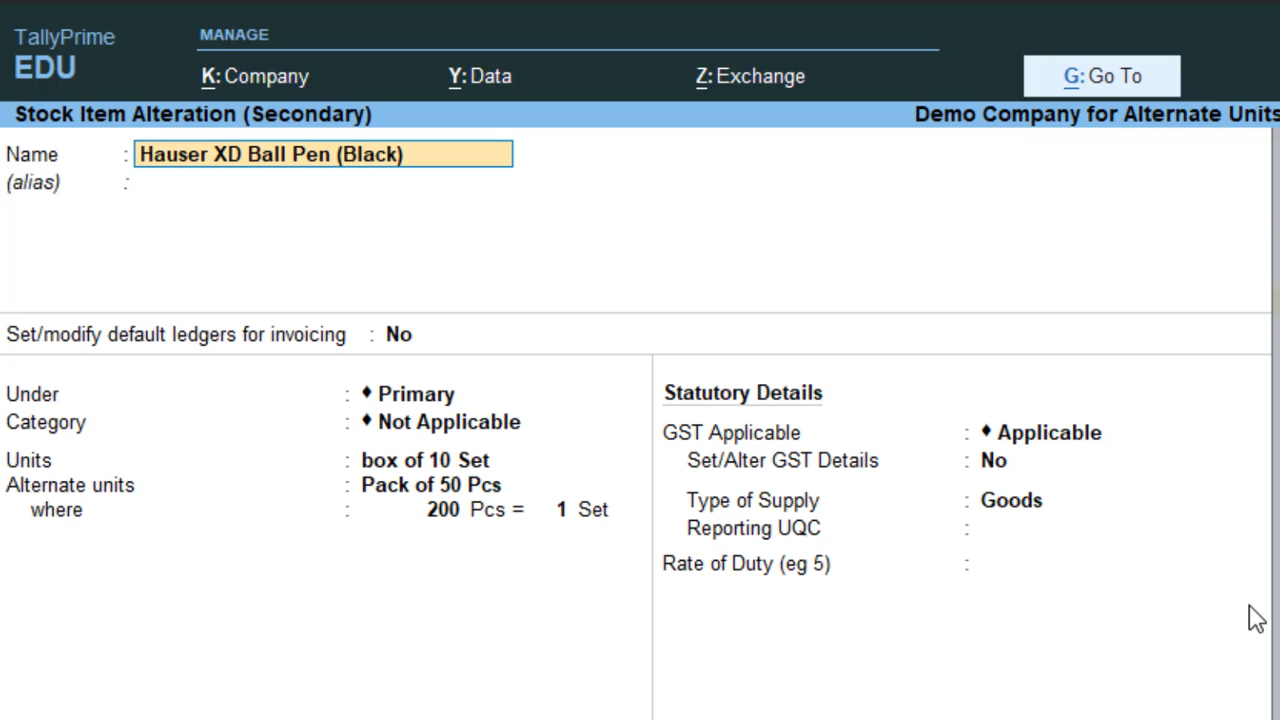 TallyPrime
EDU
MANAGE
K: Company
Y: Data
Z: Exchange
G: Go To
Stock Item Alteration (Secondary)
Demo Company for Alternate Units
Name : Hauser XD Ball Pen (Black)
(alias) :
Set/modify default ledgers for invoicing : No
Under : ♦ Primary
Category : ♦ Not Applicable
Units : box of 10 Set
Alternate units : Pack of 50 Pcs
where : 200 Pcs = 1 Set
Statutory Details
GST Applicable : ♦ Applicable
Set/Alter GST Details : No
Type of Supply : Goods
Reporting UQC :
Rate of Duty (eg 5) :